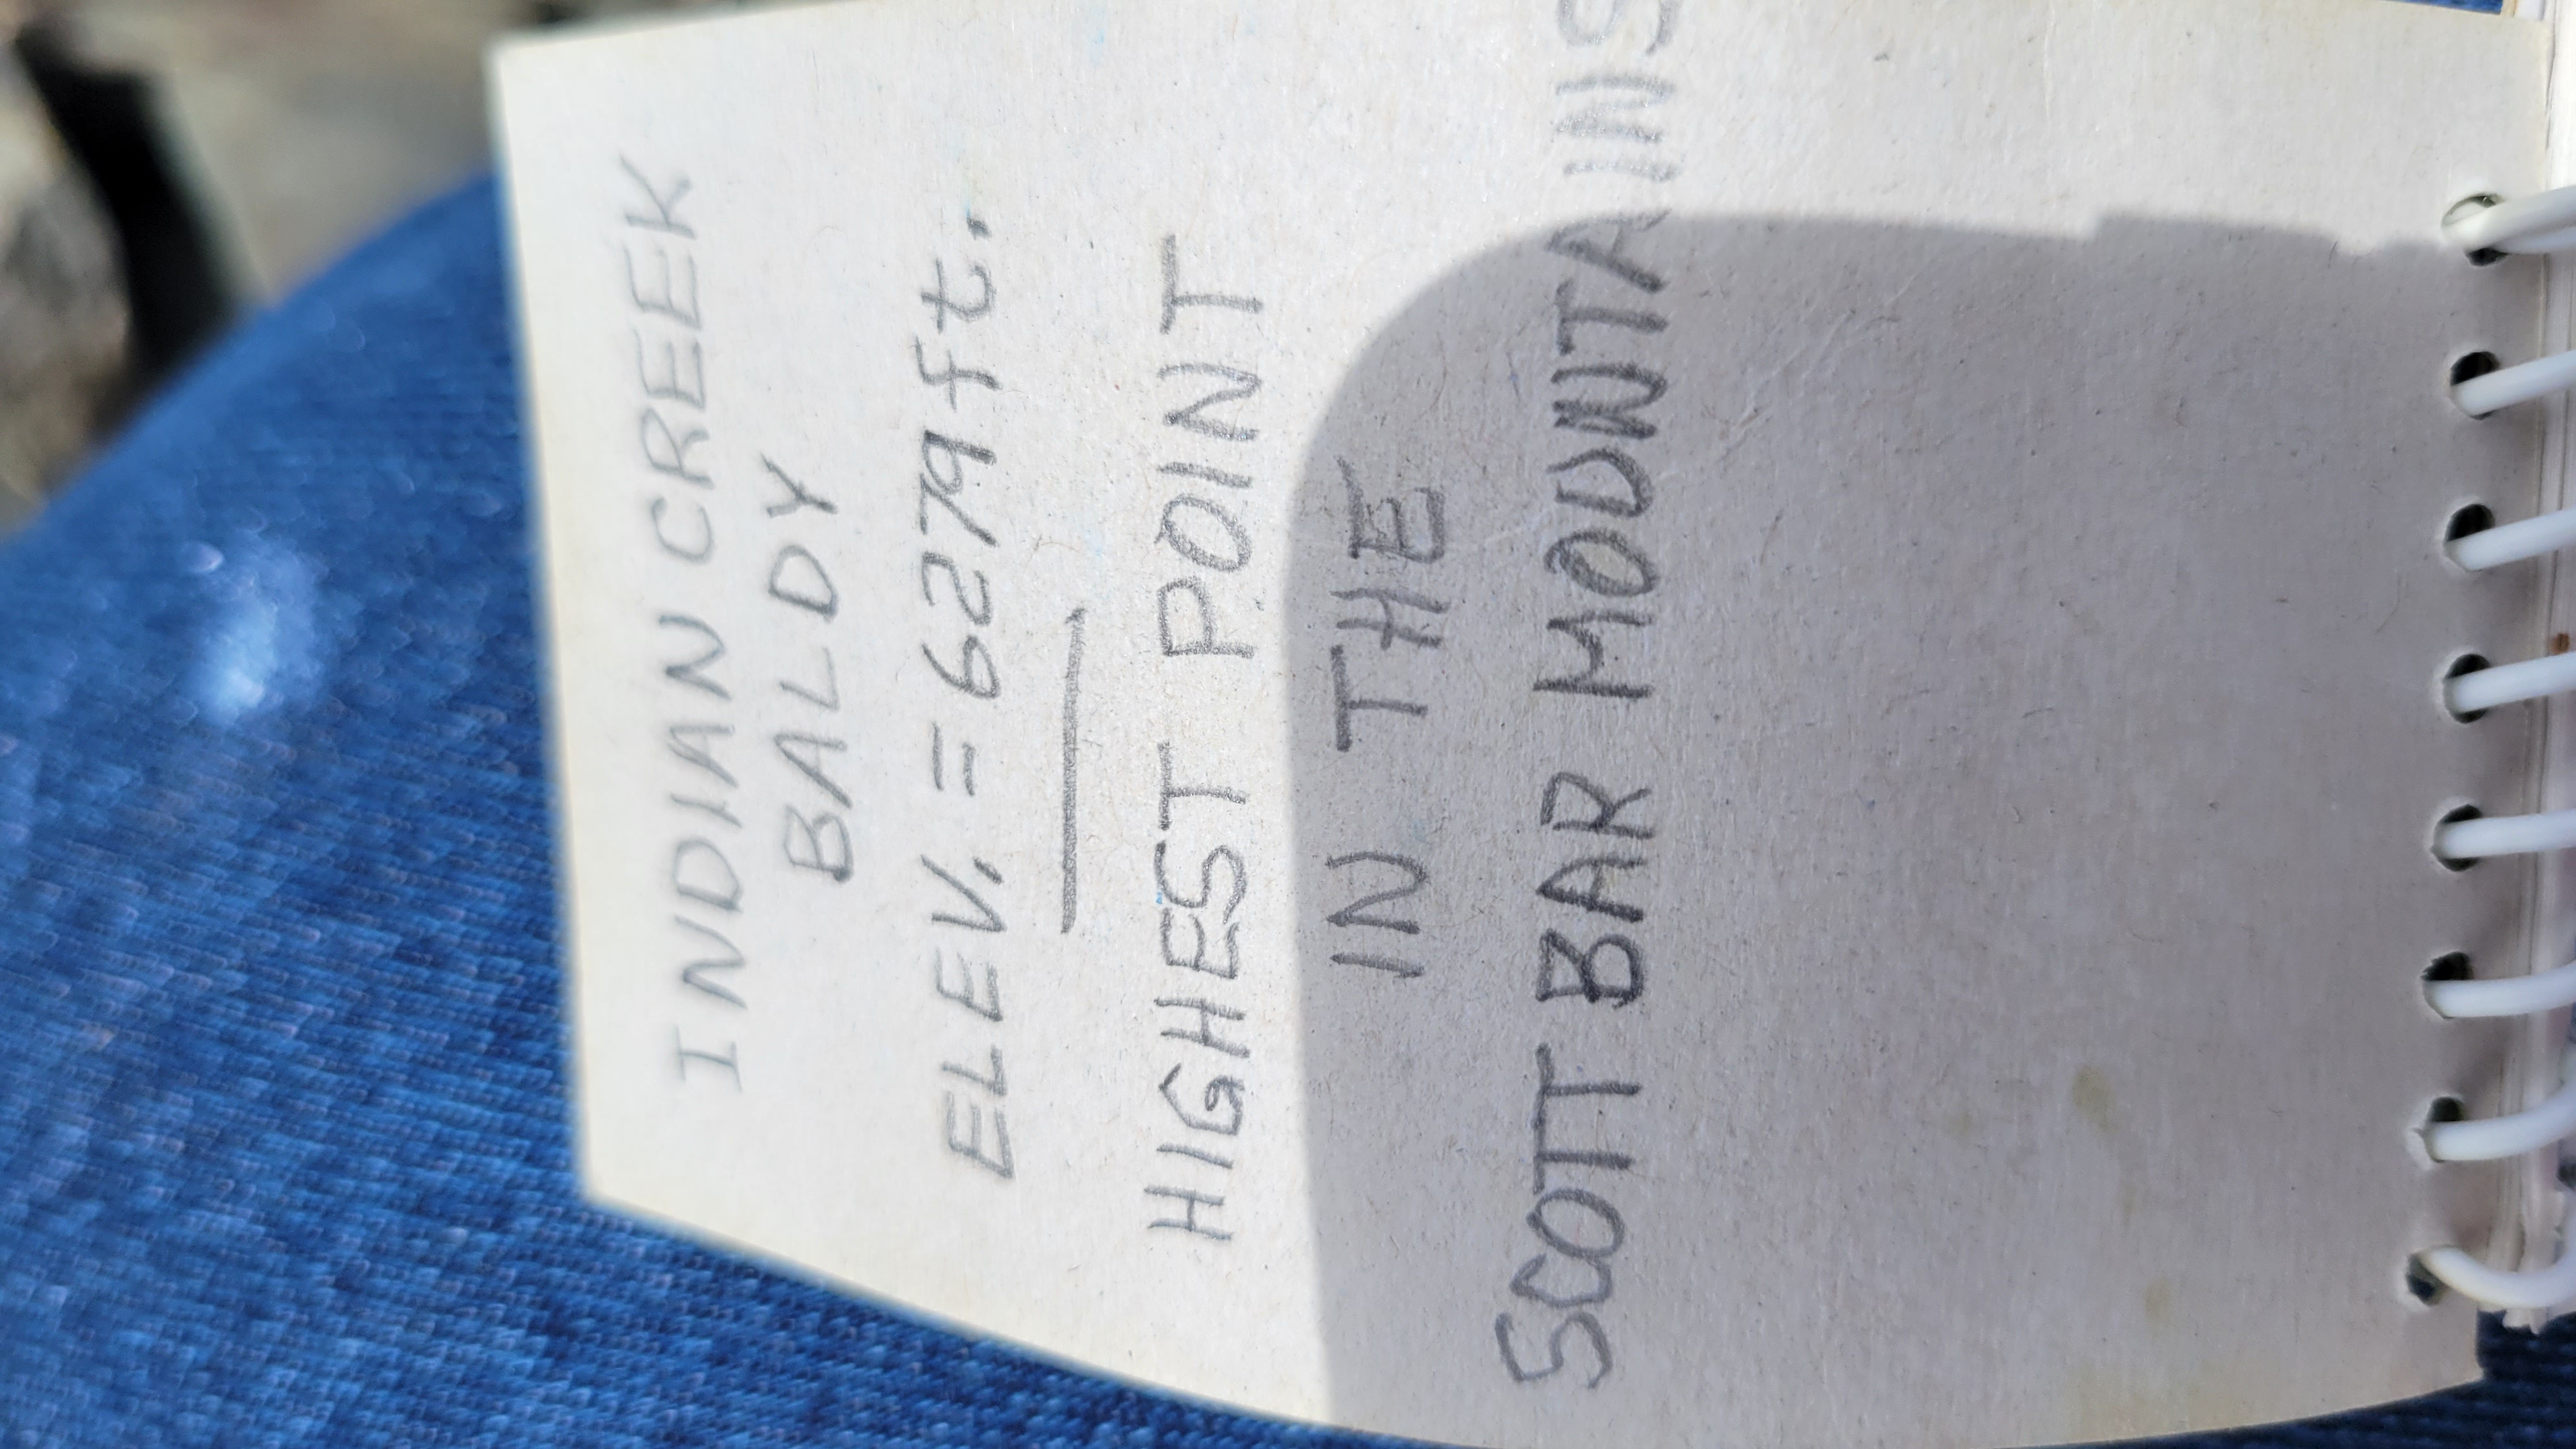 INDIAN CREEK
BALDY
ELEV. = 6279 ft.
HIGHEST POINT
IN THE
SCOTT BAR MOUNTAINS